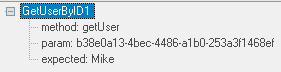 GetUserByID1
method: getUser
param: b38e0a13-4bec-4486-a1b0-253a3f1468ef
expected: Mike